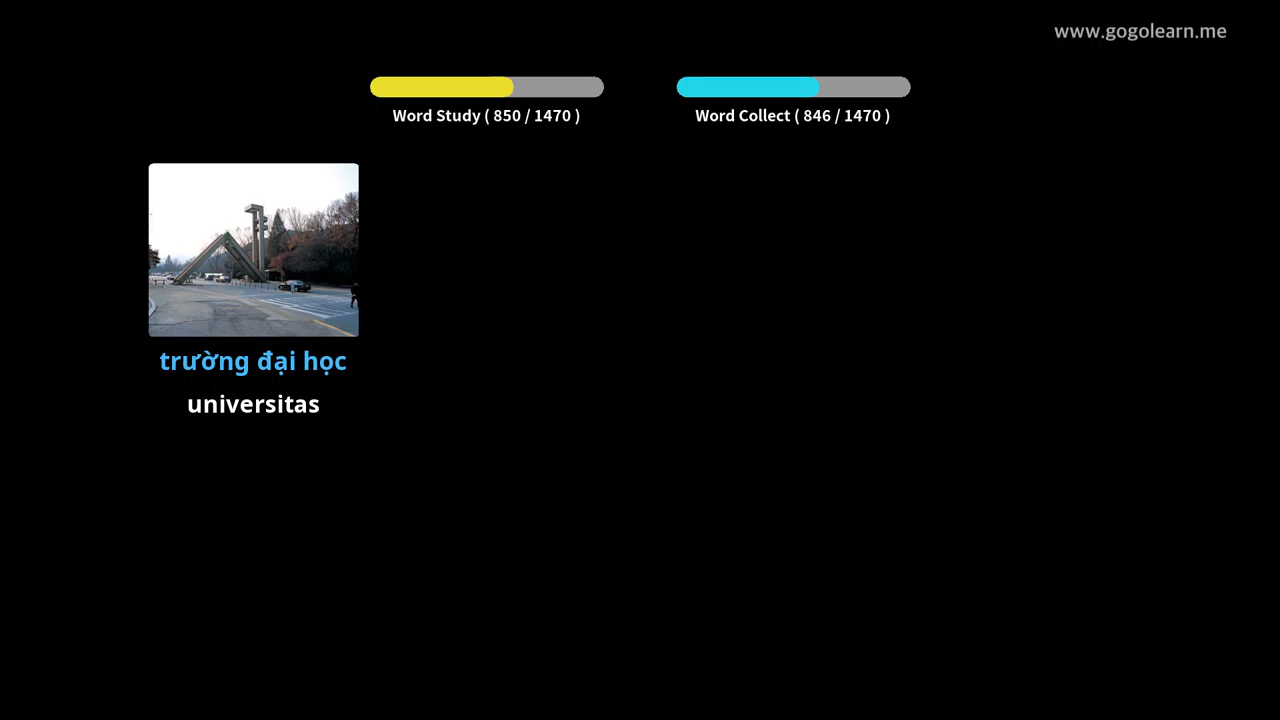 www.gogolearn.me
Word Study ( 850 / 1470 )
Word Collect ( 846 / 1470 )
trường đại học
universitas